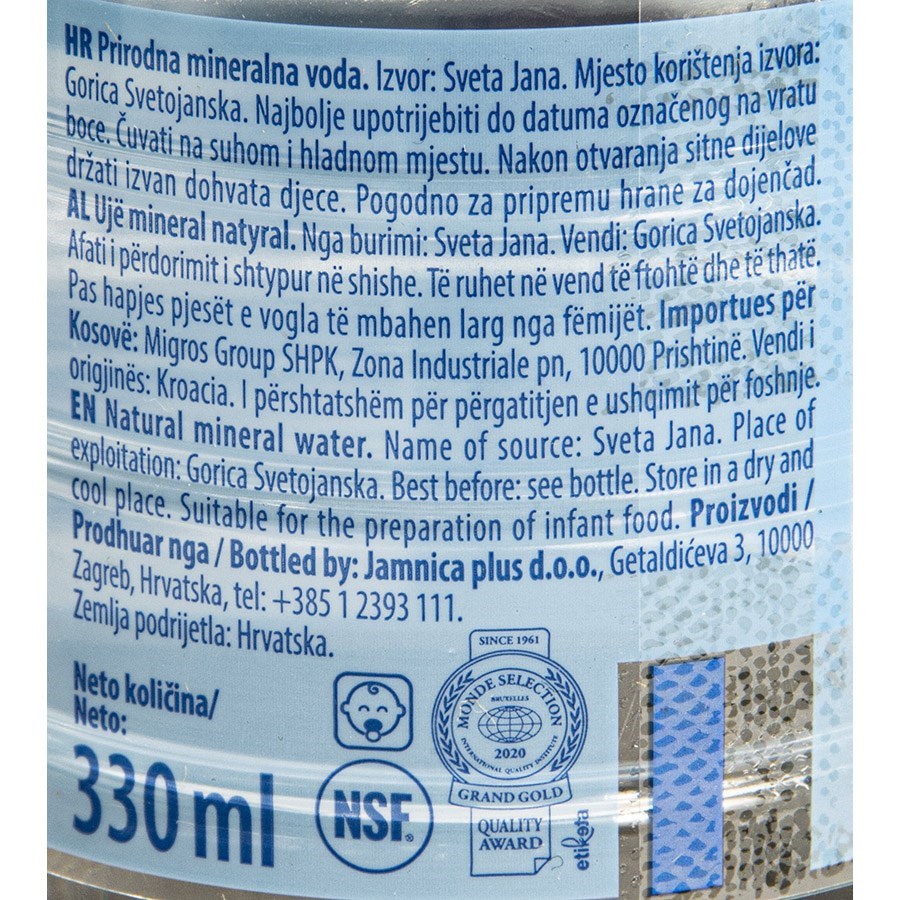 HR Prirodna mineralna voda. Izvor: Sveta Jana. Mjesto korištenja izvora:
Gorica Svetojanska. Najbolje upotrijebiti do datuma označenog na vratu
boce. Čuvati na suhom i hladnom mjestu. Nakon otvaranja sitne dijelove
držati izvan dohvata djece. Pogodno za pripremu hrane za dojenčad.
AL Ujë mineral natyral. Nga burimi: Sveta Jana. Vendi: Gorica Svetojanska.
Afati i përdorimit i shtypur në shishe. Të ruhet në vend të ftohtë dhe të thatë.
Pas hapjes pjesët e vogla të mbahen larg nga fëmijët. Importues për
Kosovë: Migros Group SHPK, Zona Industriale pn, 10000 Prishtinë. Vendi i
origjinës: Kroacia. I përshtatshëm për përgatitjen e ushqimit për foshnje.
EN Natural mineral water. Name of source: Sveta Jana. Place of
exploitation: Gorica Svetojanska. Best before: see bottle. Store in a dry and
cool place. Suitable for the preparation of infant food. Proizvodi /
Prodhuar nga / Bottled by: Jamnica plus d.o.o., Getaldićeva 3, 10000
Zagreb, Hrvatska, tel: +385 1 2393 111.
Zemlja podrijetla: Hrvatska.
Neto količina/
Neto:
330 ml
NSF®
SINCE 1961
MONDE SELECTION
BRUXELLES
2020
INTERNATIONAL QUALITY INSTITUTE
GRAND GOLD
QUALITY
AWARD
etiketa